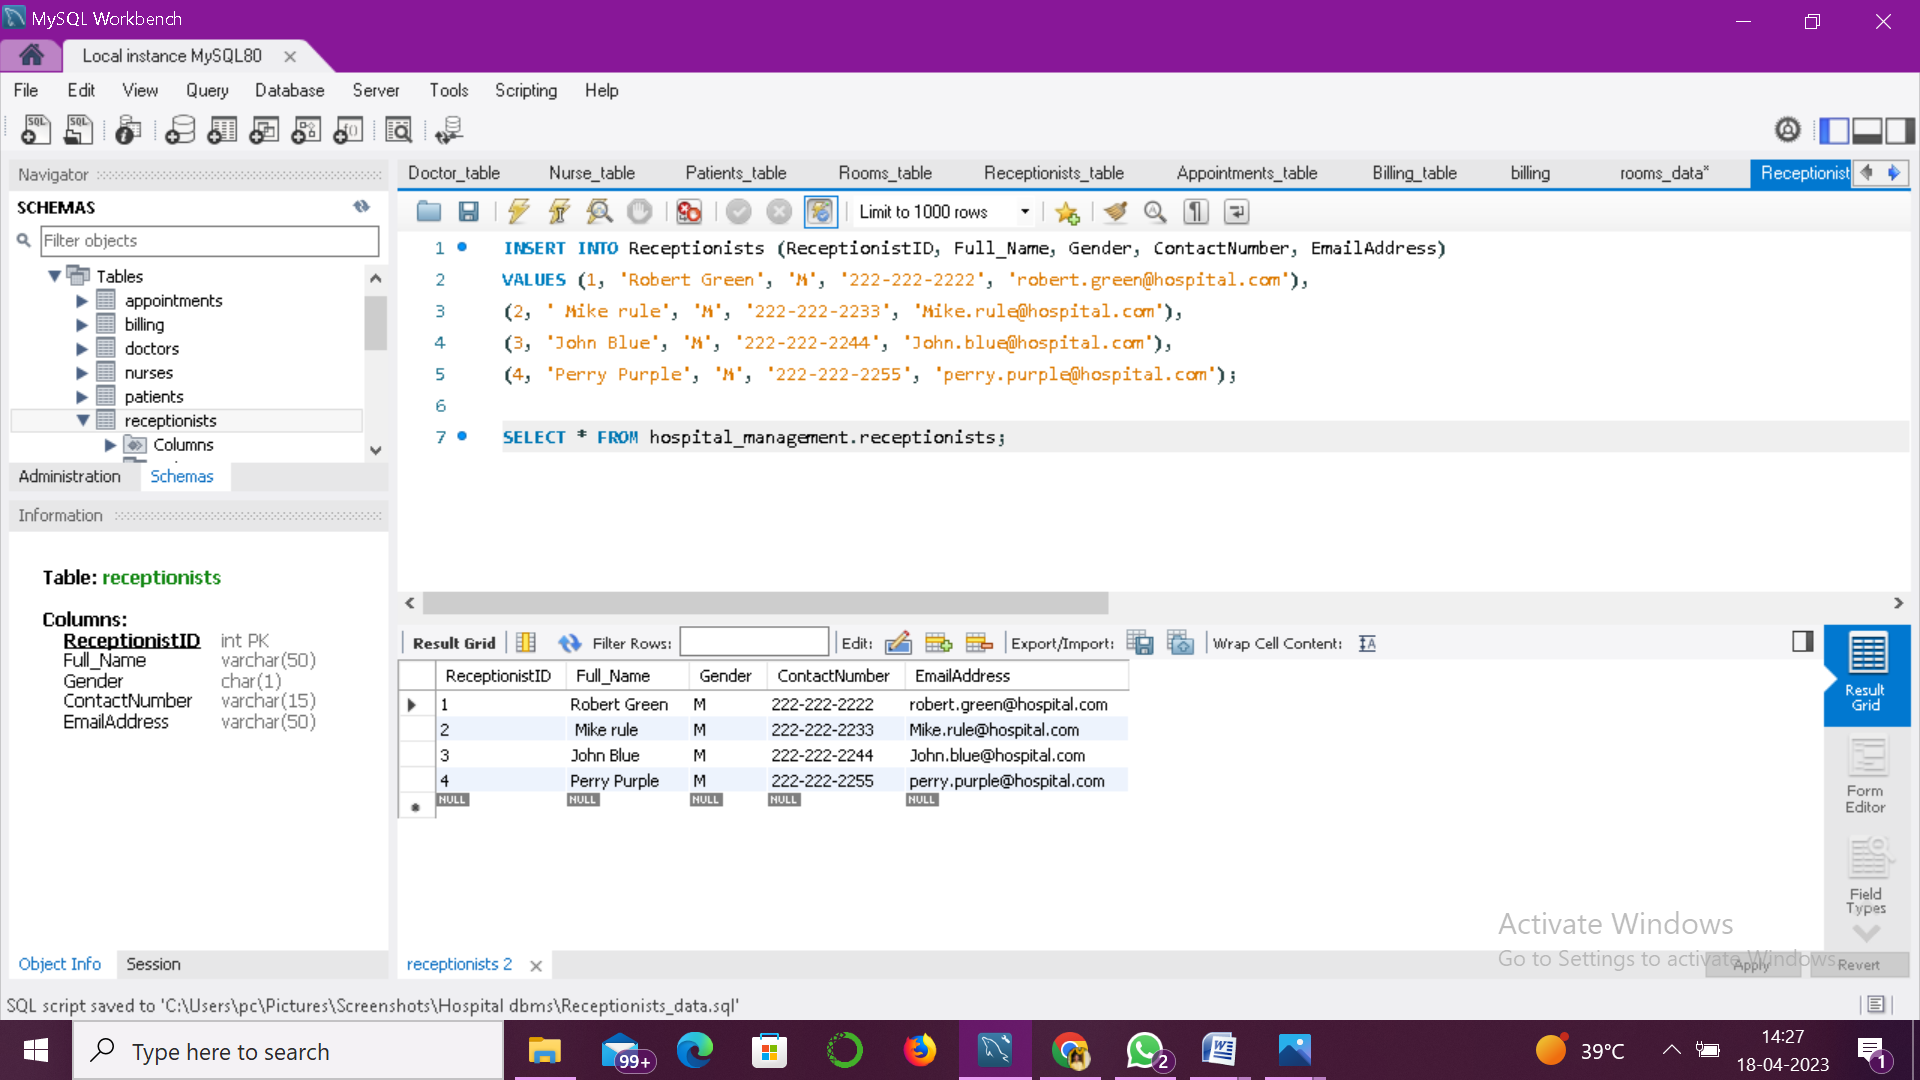 MySQL Workbench
Local instance MySQL80
File Edit View Query Database Server Tools Scripting Help
Navigator
SCHEMAS
Filter objects
Tables
appointments
billing
doctors
nurses
patients
receptionists
Columns
Administration Schemas
Information
Table: receptionists
Columns:
ReceptionistID int PK
Full_Name varchar(50)
Gender char(1)
ContactNumber varchar(15)
EmailAddress varchar(50)
Object Info Session
Doctor_table Nurse_table Patients_table Rooms_table Receptionists_table Appointments_table Billing_table billing rooms_data* Receptionist
Limit to 1000 rows
1 INSERT INTO Receptionists (ReceptionistID, Full_Name, Gender, ContactNumber, EmailAddress)
2 VALUES (1, 'Robert Green', 'M', '222-222-2222', 'robert.green@hospital.com'),
3 (2, ' Mike rule', 'M', '222-222-2233', 'Mike.rule@hospital.com'),
4 (3, 'John Blue', 'M', '222-222-2244', 'John.blue@hospital.com'),
5 (4, 'Perry Purple', 'M', '222-222-2255', 'perry.purple@hospital.com');
6
7 SELECT * FROM hospital_management.receptionists;
Result Grid Filter Rows: Edit: Export/Import: Wrap Cell Content:
ReceptionistID Full_Name Gender ContactNumber EmailAddress
1 Robert Green M 222-222-2222 robert.green@hospital.com
2 Mike rule M 222-222-2233 Mike.rule@hospital.com
3 John Blue M 222-222-2244 John.blue@hospital.com
4 Perry Purple M 222-222-2255 perry.purple@hospital.com
NULL NULL NULL NULL NULL
Result
Grid
Form
Editor
Field
Types
Activate Windows
Go to Settings to activate Windows.
receptionists 2
Apply Revert
SQL script saved to 'C:\Users\pc\Pictures\Screenshots\Hospital dbms\Receptionists_data.sql'
Type here to search
99+
2
39°C
14:27
18-04-2023
1